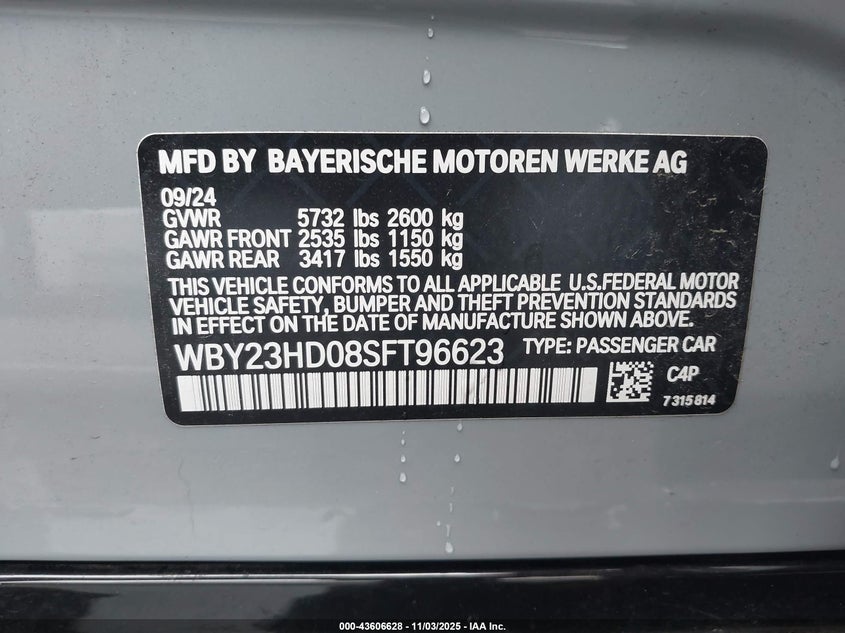 MFD BY BAYERISCHE MOTOREN WERKE AG
09/24
GVWR 5732 lbs 2600 kg
GAWR FRONT 2535 lbs 1150 kg
GAWR REAR 3417 lbs 1550 kg
THIS VEHICLE CONFORMS TO ALL APPLICABLE U.S.FEDERAL MOTOR
VEHICLE SAFETY, BUMPER AND THEFT PREVENTION STANDARDS
IN EFFECT ON THE DATE OF MANUFACTURE SHOWN ABOVE.
WBY23HD08SFT96623 TYPE: PASSENGER CAR
C4P
7315814
000-43606628 - 11/03/2025 - IAA Inc.